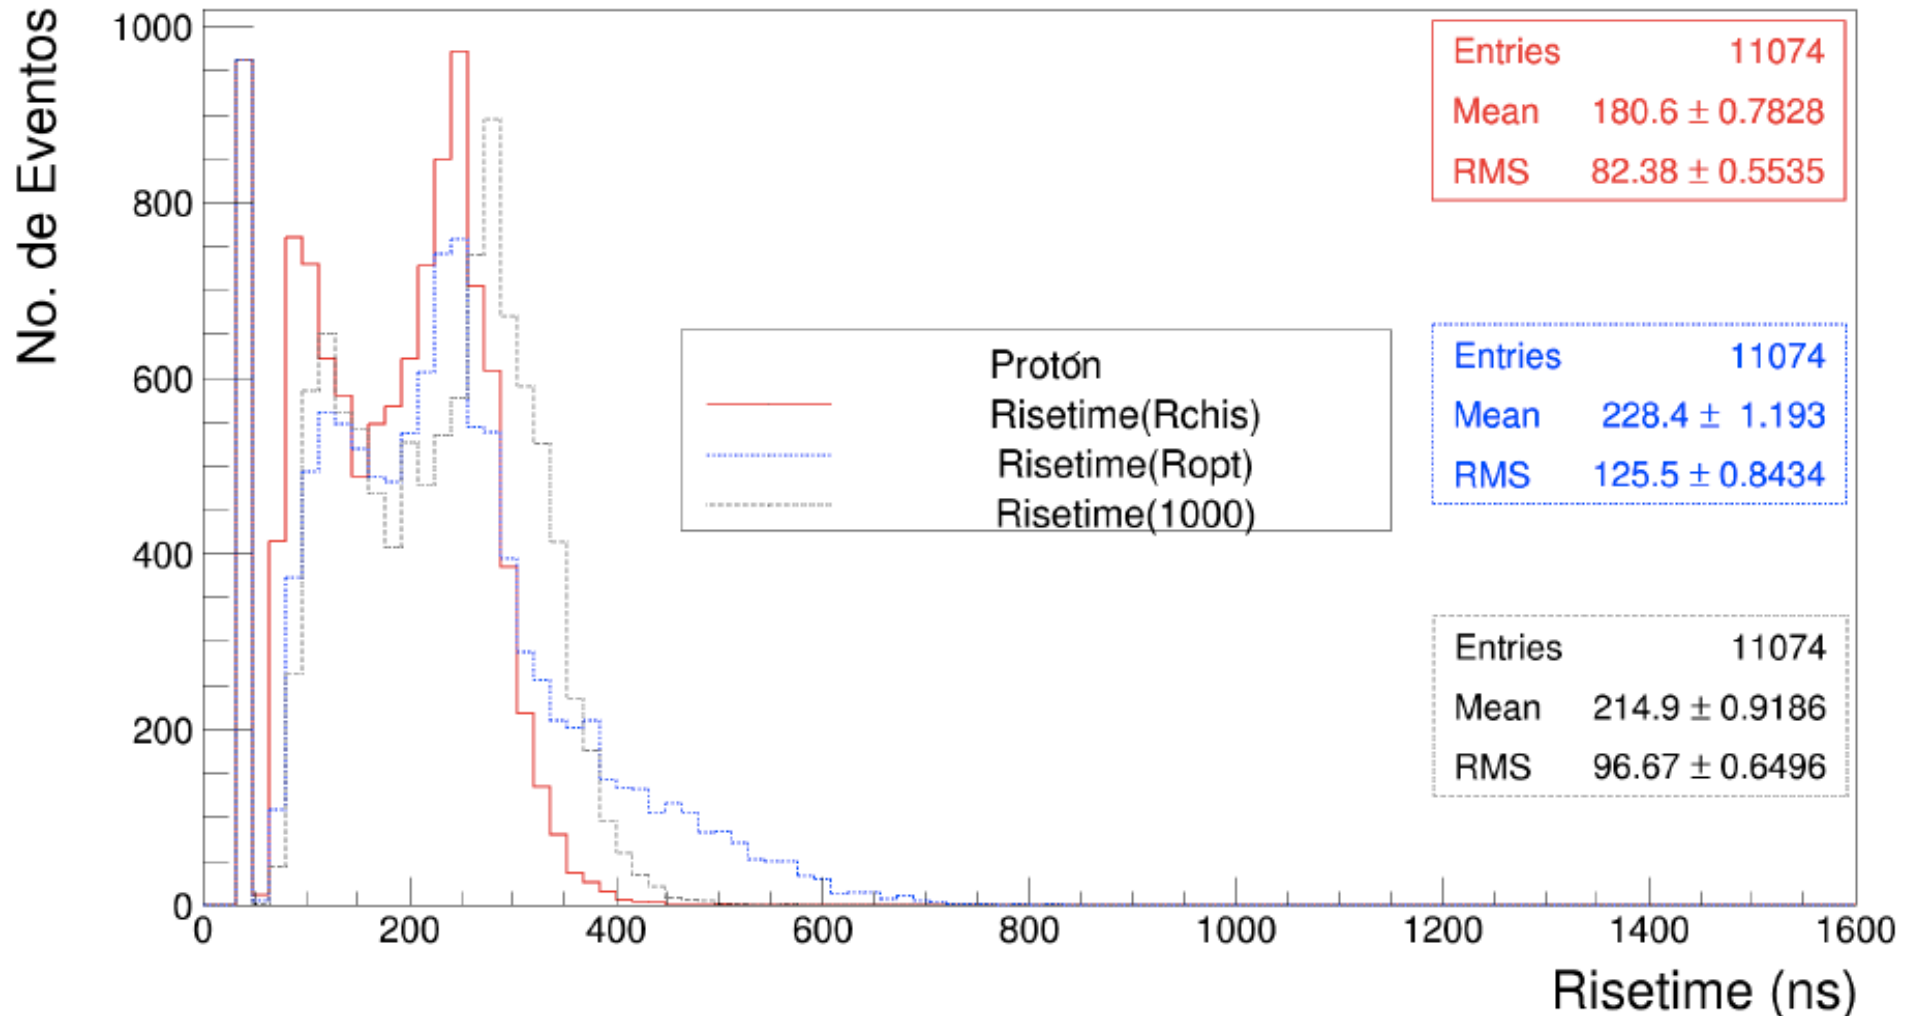 No. de Eventos
1000
800
600
400
200
0
0 200 400 600 800 1000 1200 1400 1600
Risetime (ns)
Protón
Risetime(Rchis)
Risetime(Ropt)
Risetime(1000)
Entries 11074
Mean 180.6 ± 0.7828
RMS 82.38 ± 0.5535
Entries 11074
Mean 228.4 ± 1.193
RMS 125.5 ± 0.8434
Entries 11074
Mean 214.9 ± 0.9186
RMS 96.67 ± 0.6496